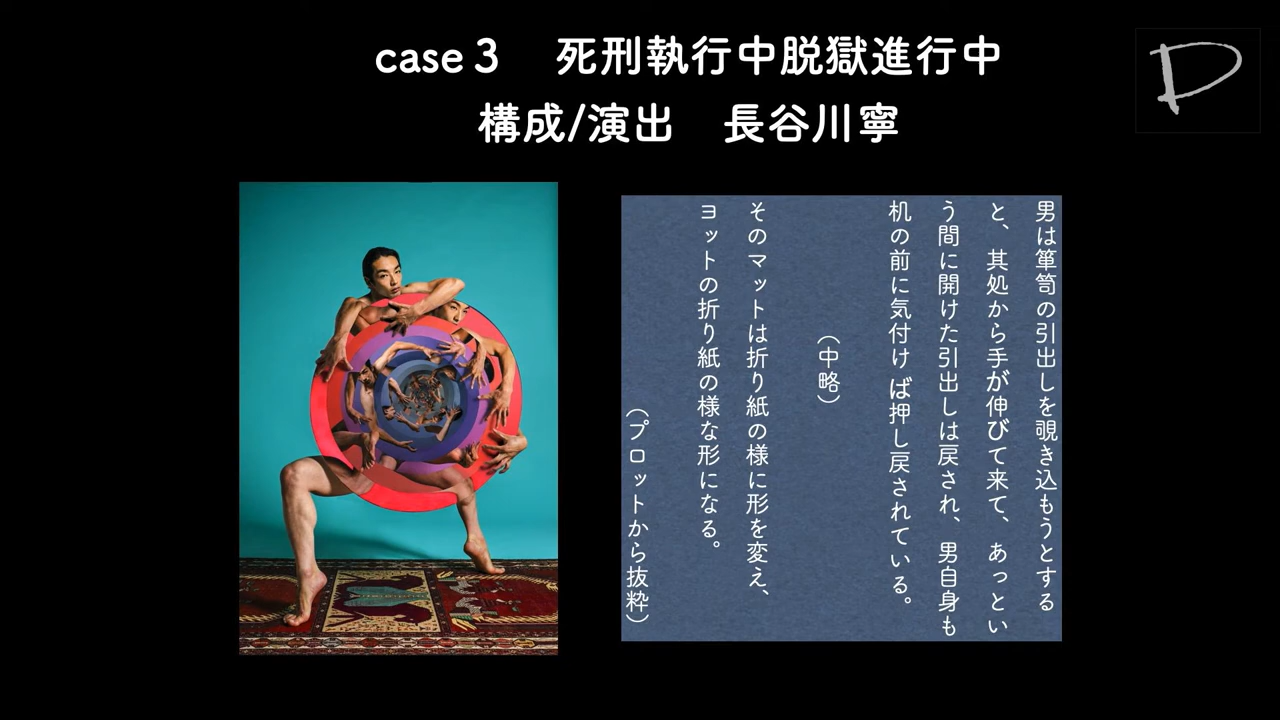 case３　死刑執行中脱獄進行中
構成/演出　長谷川寧
P
男は箪笥の引出しを覗き込もうとする
と、其処から手が伸びて来て、あっとい
う間に開けた引出しは戻され、男自身も
机の前に気付けば押し戻されている。
（中略）
そのマットは折り紙の様に形を変え、
ヨットの折り紙の様な形になる。
（プロットから抜粋）